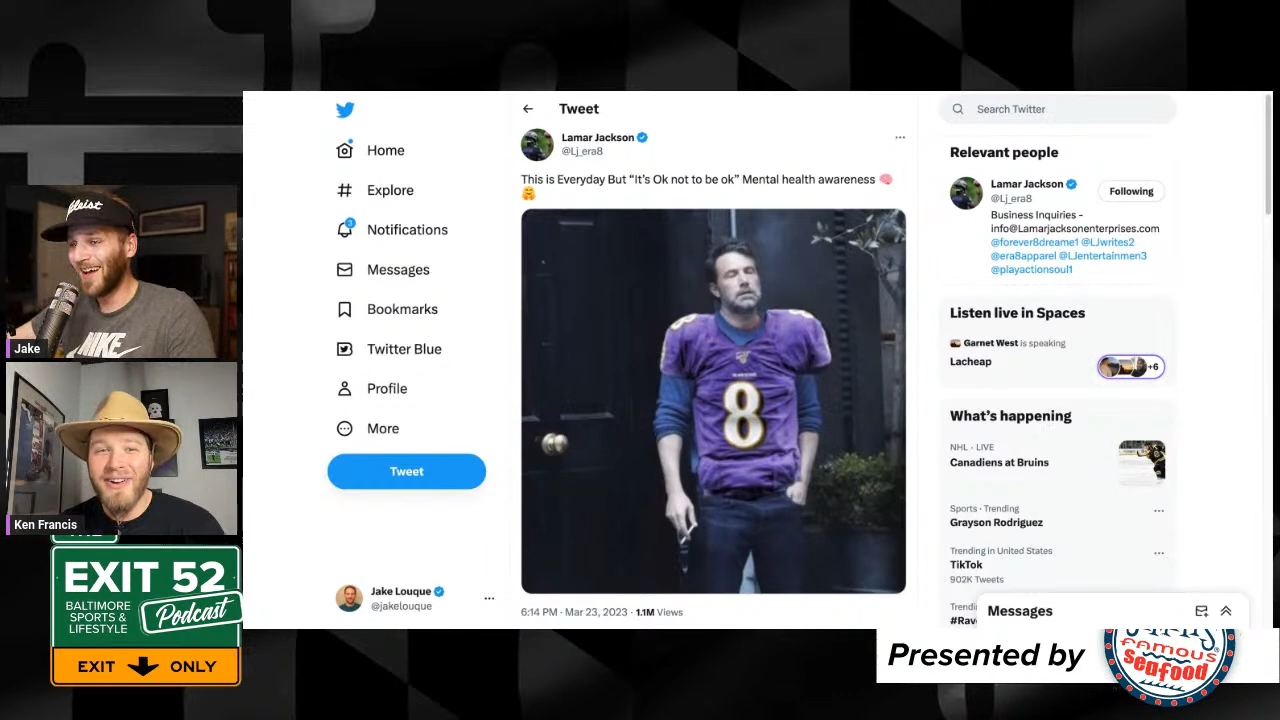 Home
Explore
3
Notifications
Messages
Bookmarks
Twitter Blue
Profile
More
Tweet
Jake Louque
@jakelouque
Tweet
Lamar Jackson
@Lj_era8
This is Everyday But “It’s Ok not to be ok” Mental health awareness
8
6:14 PM · Mar 23, 2023 · 1.1M Views
Search Twitter
Relevant people
Lamar Jackson
@Lj_era8
Following
Business Inquiries -
info@Lamarjacksonenterprises.com
@forever8dreame1 @LJwrites2
@era8apparel @LJentertainmen3
@playactionsoul1
Listen live in Spaces
Garnet West is speaking
Lacheap
+6
What’s happening
NHL · LIVE
Canadiens at Bruins
Sports · Trending
Grayson Rodriguez
Trending in United States
TikTok
902K Tweets
Messages
NIKE
Jake
Ken Francis
THE
EXIT 52
BALTIMORE
SPORTS &
LIFESTYLE
Podcast
EXIT ONLY
Presented by
famous
seafood